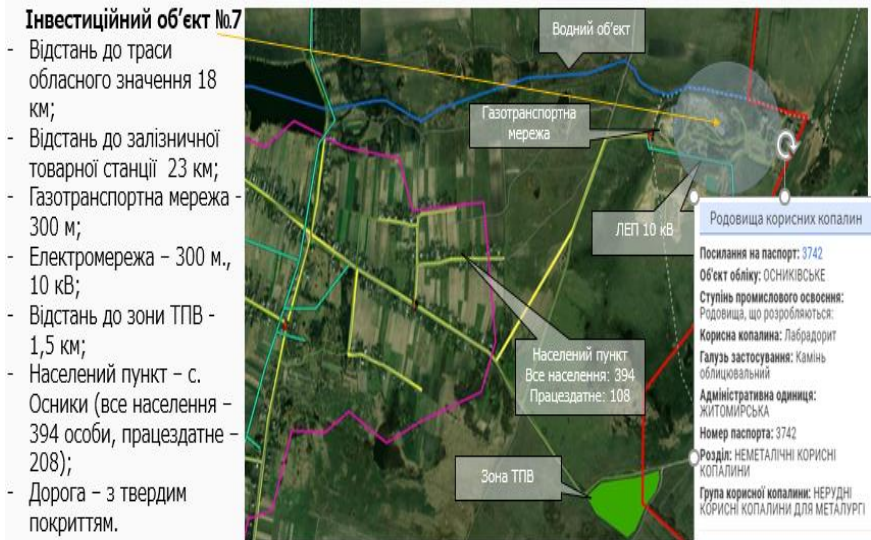 Інвестиційний об’єкт №7
- Відстань до траси
обласного значення 18
км;
- Відстань до залізничної
товарної станції 23 км;
- Газотранспортна мережа -
300 м;
- Електромережа – 300 м.,
10 кВ;
- Відстань до зони ТПВ -
1,5 км;
- Населений пункт – с.
Осники (все населення –
394 особи, працездатне –
208);
- Дорога – з твердим
покриттям.
Водний об’єкт
Газотранспортна
мережа
ЛЕП 10 кВ
Населений пункт
Все населення: 394
Працездатне: 108
Зона ТПВ
Родовища корисних копалин
Посилання на паспорт: 3742
Об'єкт обліку: ОСНИКІВСЬКЕ
Ступінь промислового освоєння:
Родовища, що розробляються:
Корисна копалина: Лабрадорит
Галузь застосування: Камінь
облицювальний
Адміністративна одиниця:
ЖИТОМИРСЬКА
Номер паспорта: 3742
Розділ: НЕМЕТАЛІЧНІ КОРИСНІ
КОПАЛИНИ
Група корисної копалини: НЕРУДНІ
КОРИСНІ КОПАЛИНИ ДЛЯ МЕТАЛУРГІ